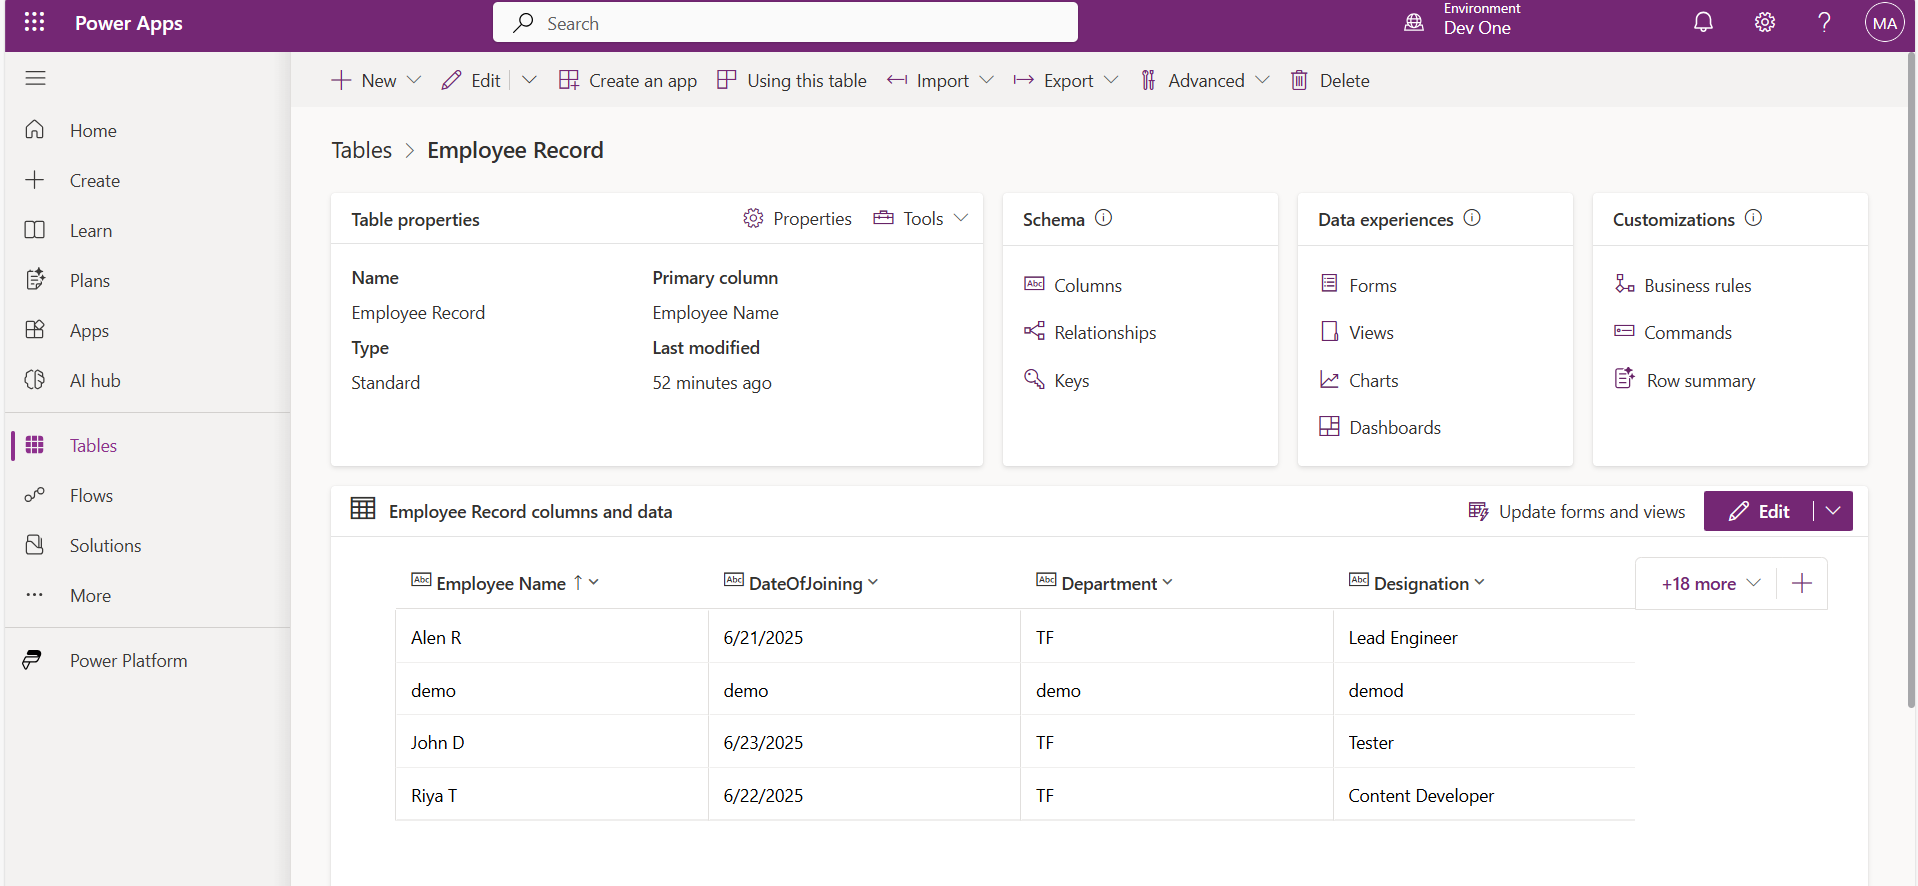 Power Apps
Search
Environment
Dev One
MA
New
Edit
Create an app
Using this table
Import
Export
Advanced
Delete
Home
Create
Learn
Plans
Apps
AI hub
Tables
Flows
Solutions
More
Power Platform
Tables > Employee Record
Table properties
Properties
Tools
Name
Employee Record
Primary column
Employee Name
Type
Standard
Last modified
52 minutes ago
Schema
Columns
Relationships
Keys
Data experiences
Forms
Views
Charts
Dashboards
Customizations
Business rules
Commands
Row summary
Employee Record columns and data
Update forms and views
Edit
Abc Employee Name ↑ Abc DateOfJoining Abc Department Abc Designation +18 more
Alen R 6/21/2025 TF Lead Engineer
demo demo demo demod
John D 6/23/2025 TF Tester
Riya T 6/22/2025 TF Content Developer